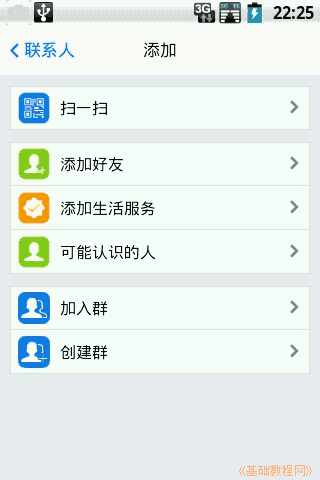 3G
22:25
联系人
添加
扫一扫
添加好友
添加生活服务
可能认识的人
加入群
创建群
《基础教程网》